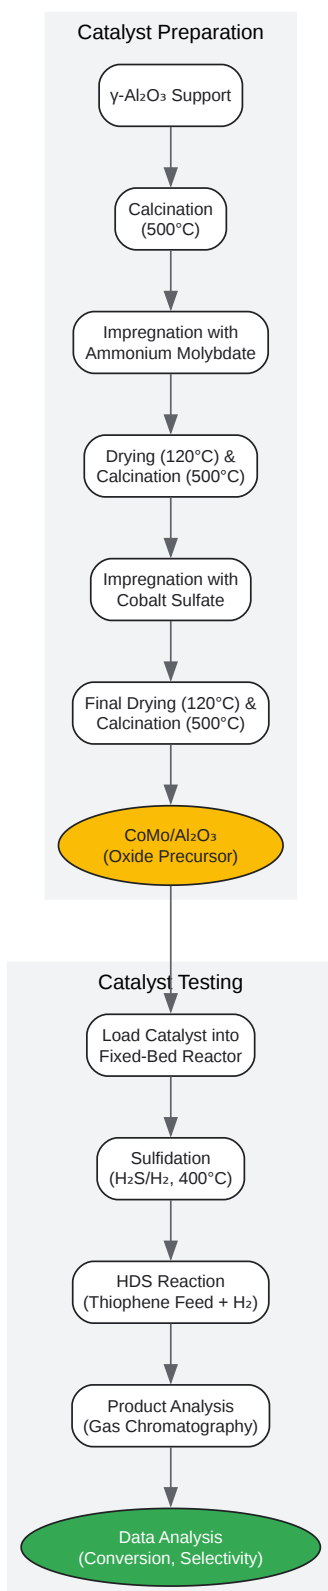 Catalyst Preparation
γ-Al₂O₃ Support
Calcination
(500°C)
Impregnation with
Ammonium Molybdate
Drying (120°C) &
Calcination (500°C)
Impregnation with
Cobalt Sulfate
Final Drying (120°C) &
Calcination (500°C)
CoMo/Al₂O₃
(Oxide Precursor)
Catalyst Testing
Load Catalyst into
Fixed-Bed Reactor
Sulfidation
(H₂S/H₂, 400°C)
HDS Reaction
(Thiophene Feed + H₂)
Product Analysis
(Gas Chromatography)
Data Analysis
(Conversion, Selectivity)